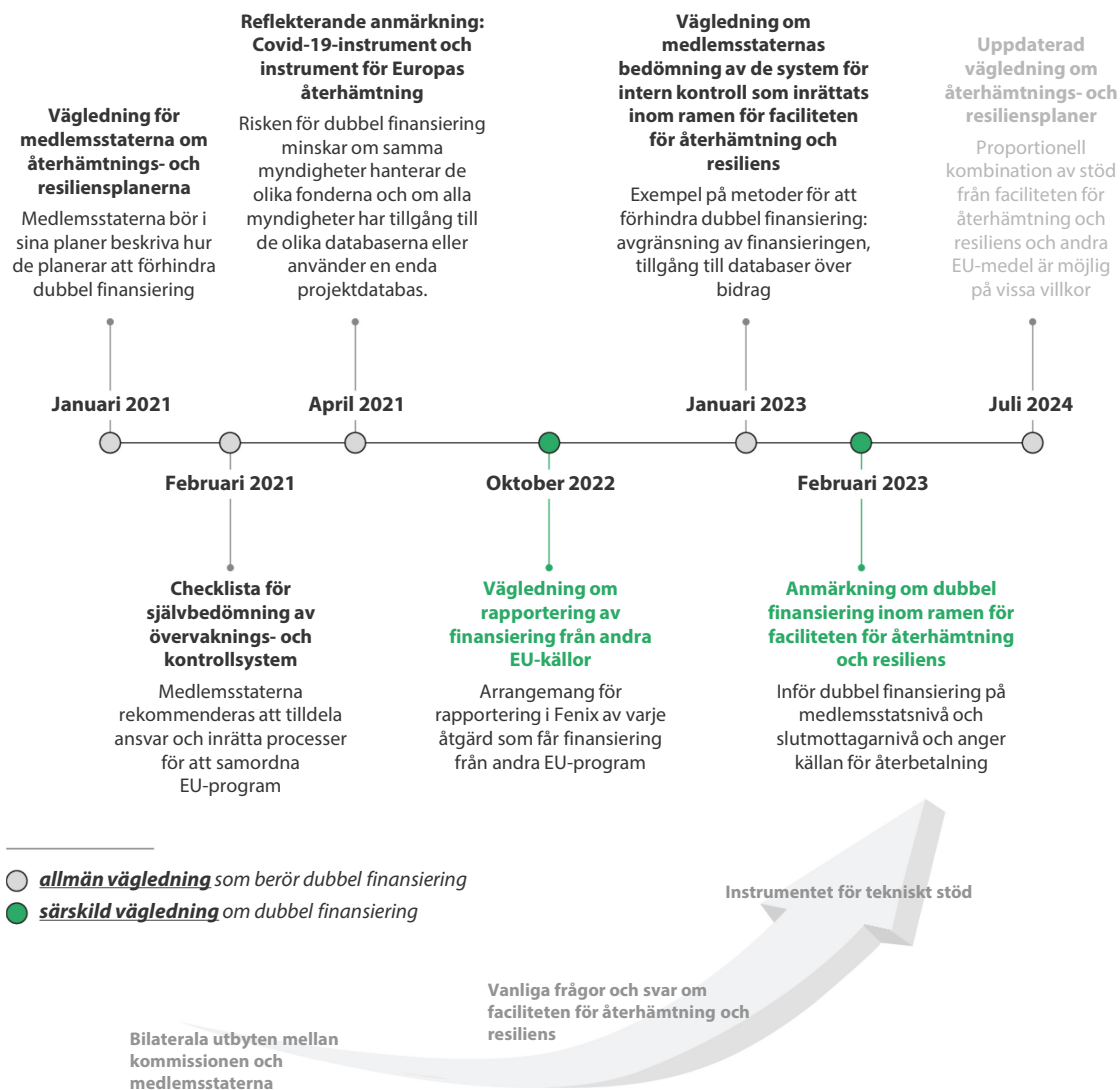 Vägledning för
medlemsstaterna om
återhämtnings- och
resiliensplanerna
Medlemsstaterna bör i
sina planer beskriva hur
de planerar att förhindra
dubbel finansiering
Reflekterande anmärkning:
Covid-19-instrument och
instrument för Europas
återhämtning
Risken för dubbel finansiering
minskar om samma
myndigheter hanterar de
olika fonderna och om alla
myndigheter har tillgång till
de olika databaserna eller
använder en enda
projektdatabas.
Vägledning om
medlemsstaternas
bedömning av de system för
intern kontroll som inrättats
inom ramen för faciliteten
för återhämtning och
resiliens
Exempel på metoder för att
förhindra dubbel finansiering:
avgränsning av finansieringen,
tillgång till databaser över
bidrag
Uppdaterad
vägledning om
återhämtnings- och
resiliensplaner
Proportionell
kombination av stöd
från faciliteten för
återhämtning och
resiliens och andra
EU-medel är möjlig
på vissa villkor
Januari 2021
April 2021
Januari 2023
Juli 2024
Februari 2021
Oktober 2022
Februari 2023
Checklista för
självbedömning av
övervaknings- och
kontrollsystem
Medlemsstaterna
rekommenderas att tilldela
ansvar och inrätta processer
för att samordna
EU-program
Vägledning om
rapportering av
finansiering från andra
EU-källor
Arrangemang för
rapportering i Fenix av varje
åtgärd som får finansiering
från andra EU-program
Anmärkning om dubbel
finansiering inom ramen för
faciliteten för återhämtning
och resiliens
Inför dubbel finansiering på
medlemsstatsnivå och
slutmottagarnivå och anger
källan för återbetalning
allmän vägledning som berör dubbel finansiering
särskild vägledning om dubbel finansiering
Instrumentet för tekniskt stöd
Vanliga frågor och svar om
faciliteten för återhämtning och
resiliens
Bilaterala utbyten mellan
kommissionen och
medlemsstaterna